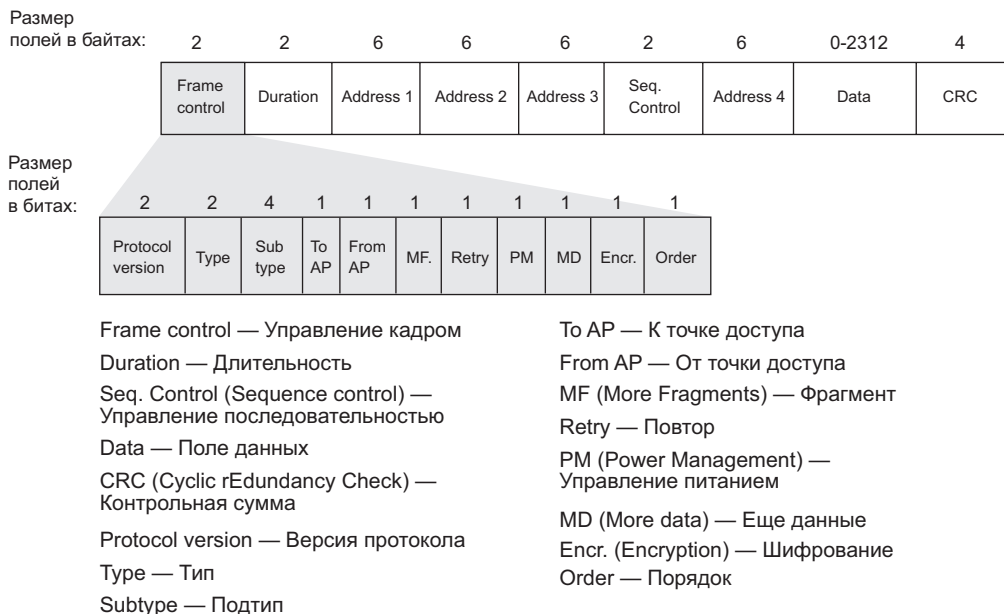 Размер
полей в байтах: 2 2 6 6 6 2 6 0-2312 4
Frame control Duration Address 1 Address 2 Address 3 Seq. Control Address 4 Data CRC
Размер
полей
в битах: 2 2 4 1 1 1 1 1 1 1 1
Protocol version Type Sub type To AP From AP MF. Retry PM MD Encr. Order
Frame control — Управление кадром
Duration — Длительность
Seq. Control (Sequence control) —
Управление последовательностью
Data — Поле данных
CRC (Cyclic rEdundancy Check) —
Контрольная сумма
Protocol version — Версия протокола
Type — Тип
Subtype — Подтип
To AP — К точке доступа
From AP — От точки доступа
MF (More Fragments) — Фрагмент
Retry — Повтор
PM (Power Management) —
Управление питанием
MD (More data) — Еще данные
Encr. (Encryption) — Шифрование
Order — Порядок